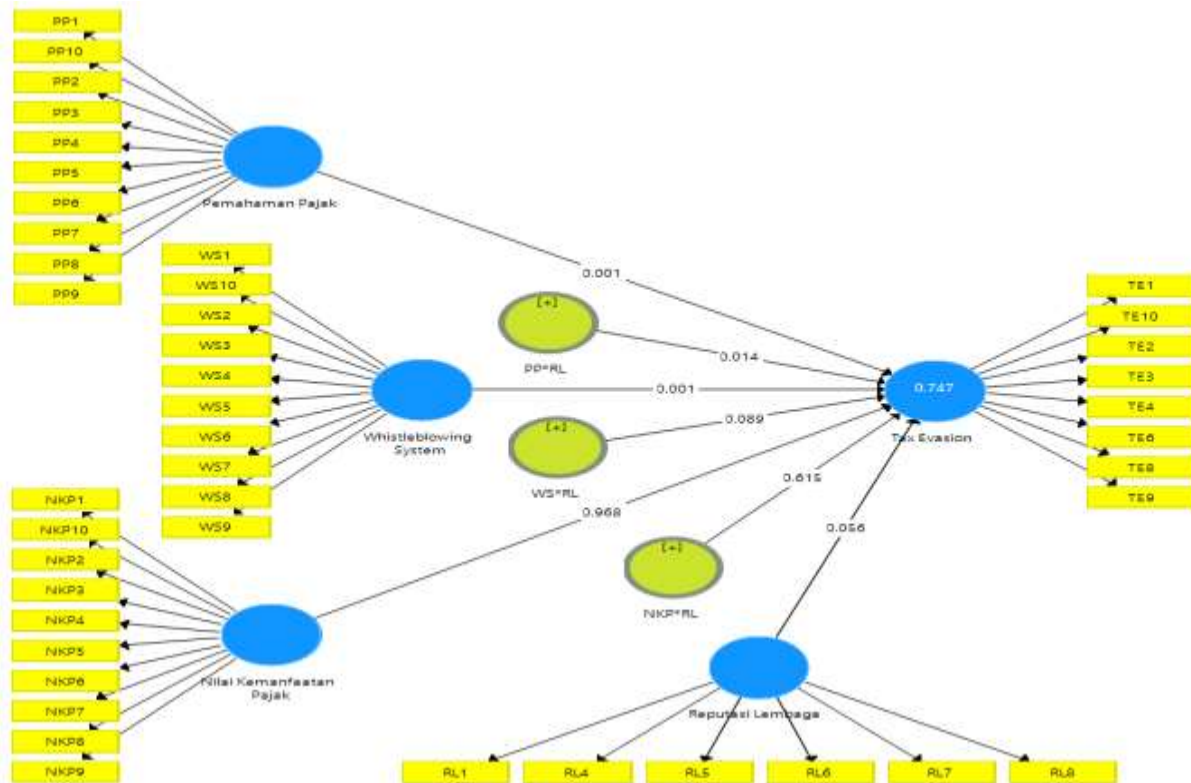 PP1
PP10
PP2
PP3
PP4
PP5
PP6
PP7
PP8
PP9
Pemahaman Pajak
0.001
WS1
WS10
WS2
WS3
WS4
WS5
WS6
WS7
WS8
WS9
Whistleblowing
System
0.001
[+]
PP*RL
0.014
[+]
WS*RL
0.089
[+]
NKP*RL
0.615
NKP1
NKP10
NKP2
NKP3
NKP4
NKP5
NKP6
NKP7
NKP8
NKP9
Nilai Kemanfaatan
Pajak
0.968
0.747
Tax Evasion
TE1
TE10
TE2
TE3
TE4
TE6
TE8
TE9
0.056
Reputasi Lembaga
RL1
RL4
RL5
RL6
RL7
RL8